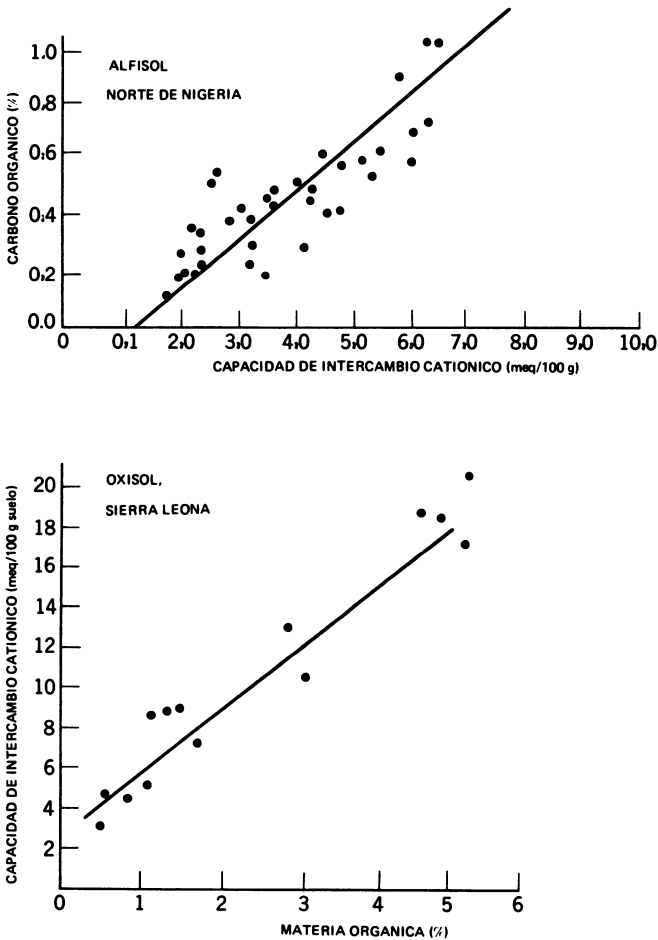 CARBONO ORGANICO (%)
1.0
0.8
0:6
0:4
0;2
0.0
ALFISOL
NORTE DE NIGERIA
0 0,1 2,0 3,0 4,0 5,0 6,0 7,0 8,0 9,0 10,0
CAPACIDAD DE INTERCAMBIO CATIONICO (meq/100 g)
CAPACIDAD DE INTERCAMBIO CATIONICO (meq/100 g suelo)
20
18
16
14
12
10
8
6
4
2
OXISOL,
SIERRA LEONA
0 1 2 3 4 5 6
MATERIA ORGANICA (%)